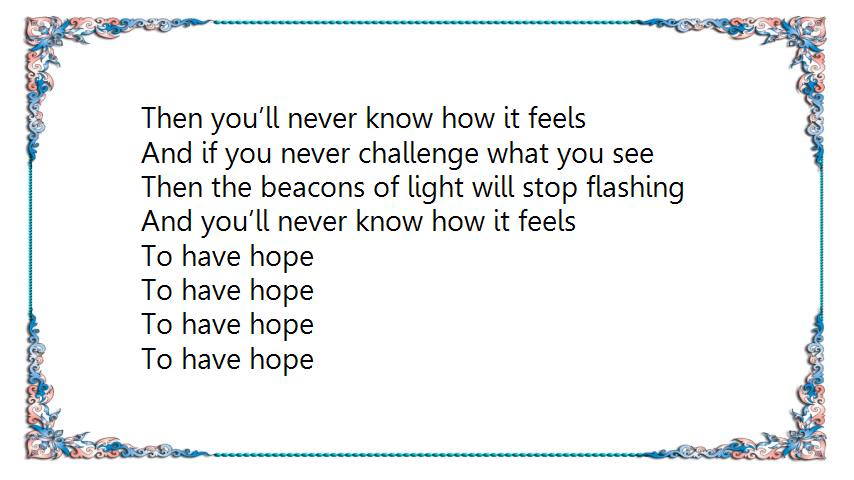 Then you’ll never know how it feels
And if you never challenge what you see
Then the beacons of light will stop flashing
And you’ll never know how it feels
To have hope
To have hope
To have hope
To have hope